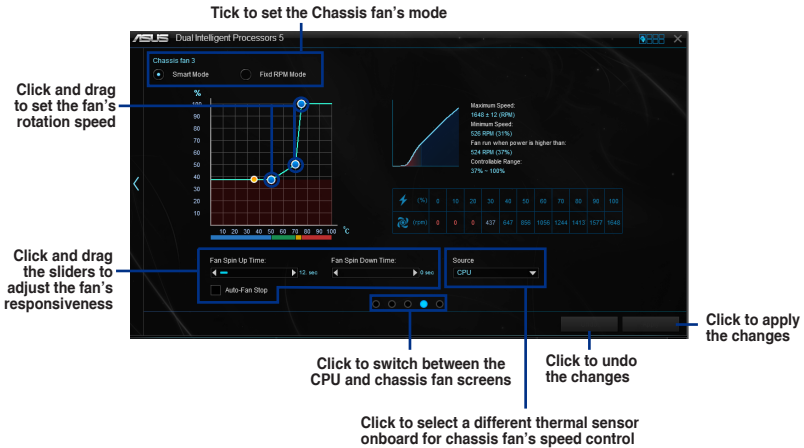 Tick to set the Chassis fan's mode
ASUS Dual Intelligent Processors 5
Chassis fan 3
Smart Mode
Fixd RPM Mode
Click and drag
to set the fan's
rotation speed
%
100
90
80
70
60
50
40
30
20
10
10 20 30 40 50 60 70 80 90 100 °C
Maximum Speed:
1648 ± 12 (RPM)
Minimum Speed:
526 RPM (31%)
Fan run when power is higher than:
524 RPM (37%)
Controllable Range:
37% ~ 100%
(%) 0 10 20 30 40 50 60 70 80 90 100
(rpm) 0 0 0 437 647 856 1056 1244 1413 1577 1648
Click and drag
the sliders to
adjust the fan's
responsiveness
Fan Spin Up Time:
12. sec
Fan Spin Down Time:
0 sec
Auto-Fan Stop
Source
CPU
Click to switch between the
CPU and chassis fan screens
Click to undo
the changes
Click to apply
the changes
Click to select a different thermal sensor
onboard for chassis fan's speed control